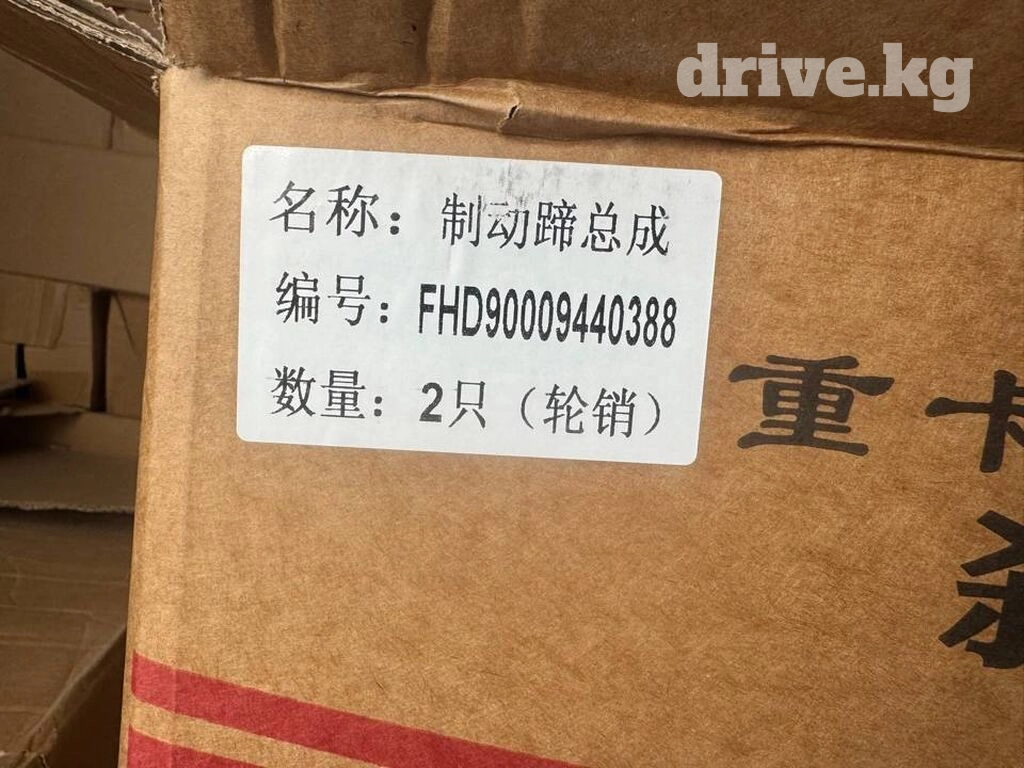 drive.kg
名称：制动蹄总成
编号：FHD90009440388
数量：2只（轮销）
重卡